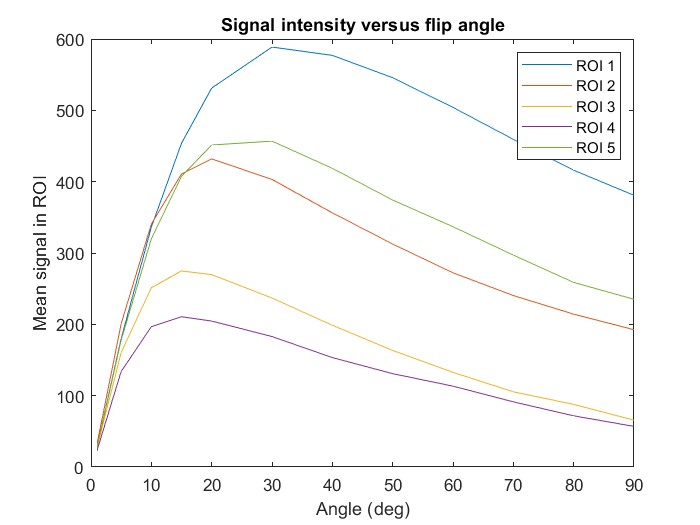 Signal intensity versus flip angle
600
500
400
300
200
100
0
Mean signal in ROI
ROI 1
ROI 2
ROI 3
ROI 4
ROI 5
0 10 20 30 40 50 60 70 80 90
Angle (deg)